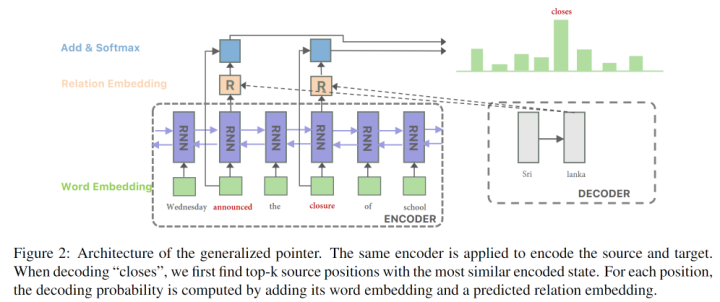 closes
Add & Softmax
Relation Embedding
R R
RNN RNN RNN RNN RNN RNN
Word Embedding
Sri lanka
DECODER
Wednesday announced the closure of school
ENCODER
Figure 2: Architecture of the generalized pointer. The same encoder is applied to encode the source and target.
When decoding “closes”, we first find top-k source positions with the most similar encoded state. For each position,
the decoding probability is computed by adding its word embedding and a predicted relation embedding.